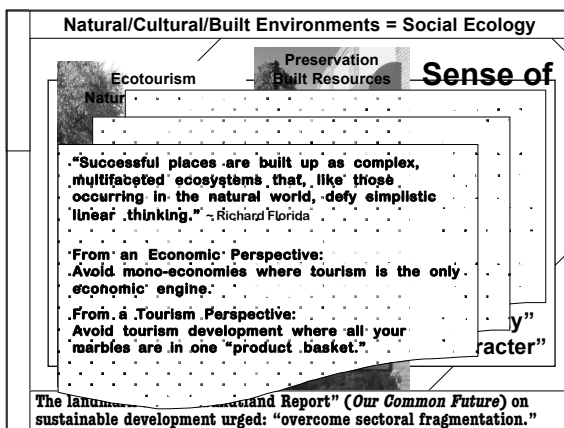 Natural/Cultural/Built Environments = Social Ecology
Preservation
Ecotourism
Built Resources
Sense of
“Successful places are built up as complex,
multifaceted ecosystems that, like those
occurring in the natural world, defy simplistic
linear thinking.” ~ Richard Florida
From an Economic Perspective:
Avoid mono-economies where tourism is the only
economic engine.
From a Tourism Perspective:
Avoid tourism development where all your
marbles are in one “product basket.”
The Report” (Our Common Future) on
sustainable development urged: “overcome sectoral fragmentation.”